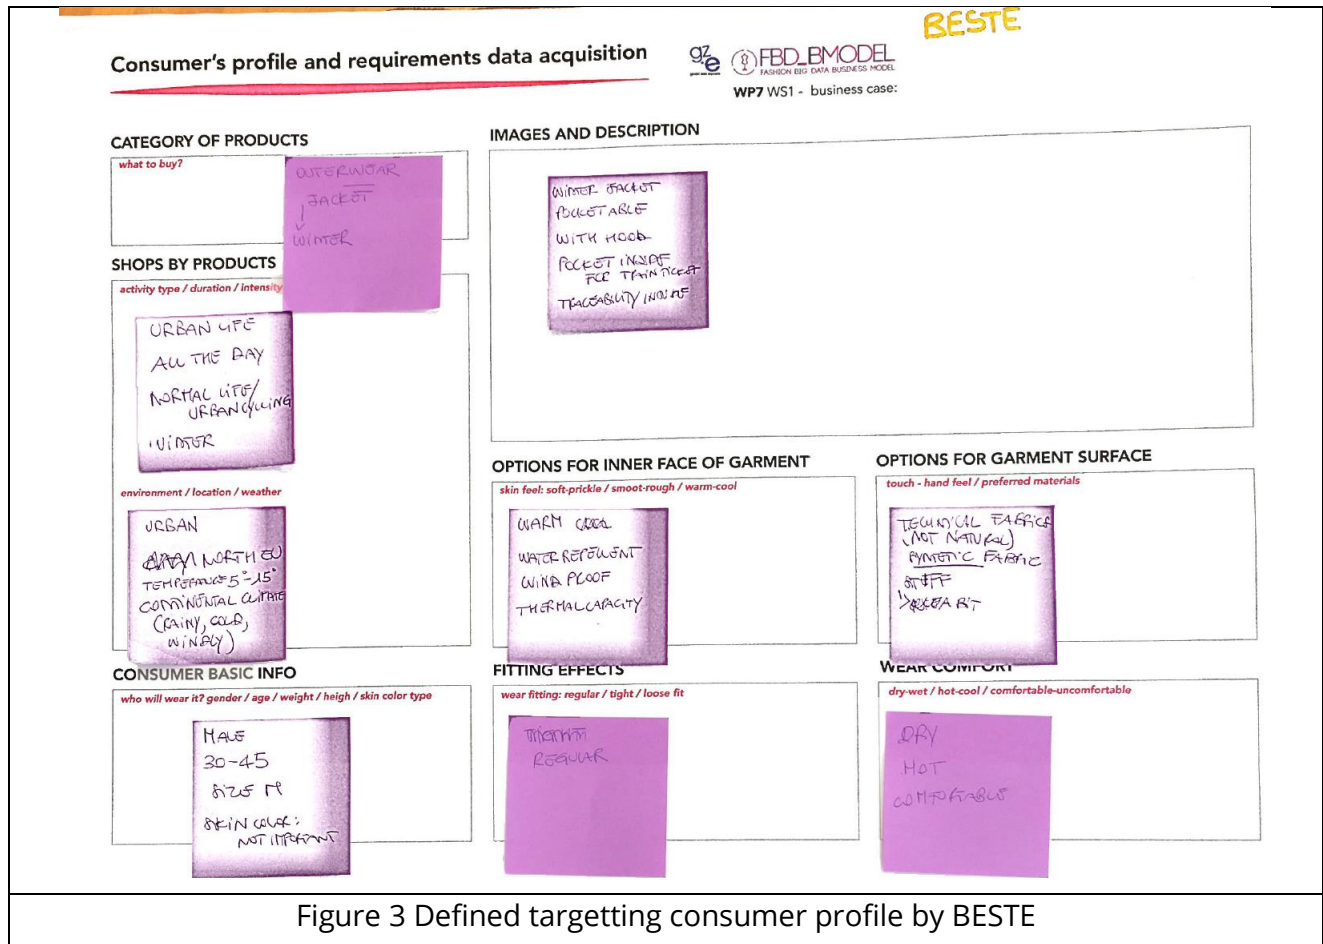 BESTE
Consumer's profile and requirements data acquisition
gze
FBD_BMODEL
FASHION BIG DATA BUSINESS MODEL
WP7 WS1 - business case:
CATEGORY OF PRODUCTS
what to buy?
OUTERWEAR
JACKET
WINTER
SHOPS BY PRODUCTS
activity type / duration / intensity
URBAN LIFE
ALL THE DAY
NORMAL LIFE/
URBAN CYCLING
WINTER
environment / location / weather
URBAN
NORTH EU
TEMPERANCE 5°-15°
CONTINENTAL CLIMATE
(RAINY, COLD,
WINDLY)
CONSUMER BASIC INFO
who will wear it? gender / age / weight / heigh / skin color type
MALE
30-45
SIZE M
SKIN COLOR:
NOT IMPORTANT
IMAGES AND DESCRIPTION
WINTER JACKET
POCKETABLE
WITH HOOD
POCKET INSIDE
FOR TRAIN TICKET
TRACEABILITY INSIDE
OPTIONS FOR INNER FACE OF GARMENT
skin feel: soft-prickle / smoot-rough / warm-cool
WARM
WATER REPELLENT
WIND PROOF
THERMAL CAPACITY
OPTIONS FOR GARMENT SURFACE
touch - hand feel / preferred materials
TECHNICAL FABRICS
(NOT NATURAL)
FABRIC
STIFF
FITTING EFFECTS
wear fitting: regular / tight / loose fit
REGULAR
WEAR COMFORT
dry-wet / hot-cool / comfortable-uncomfortable
DRY
HOT
COMFORTABLE
Figure 3 Defined targetting consumer profile by BESTE